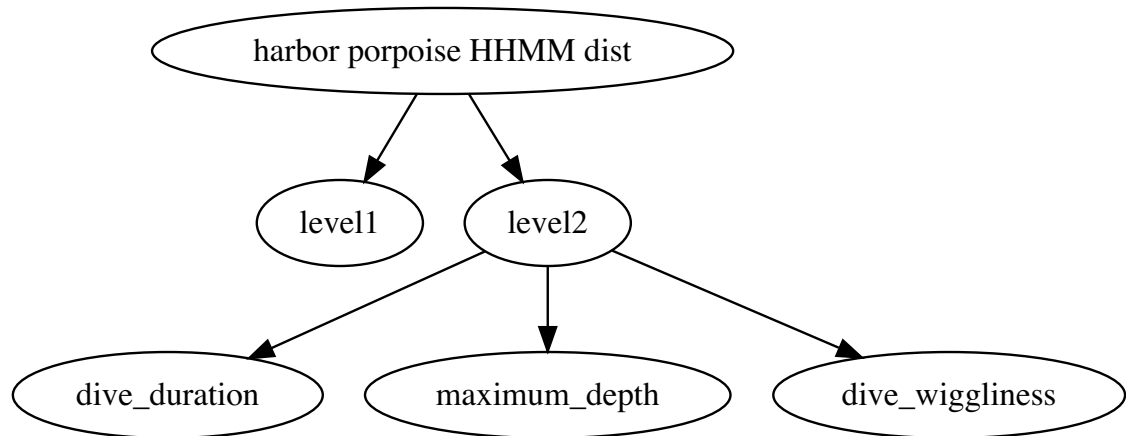 harbor porpoise HHMM dist
level1
level2
dive_duration
maximum_depth
dive_wiggliness